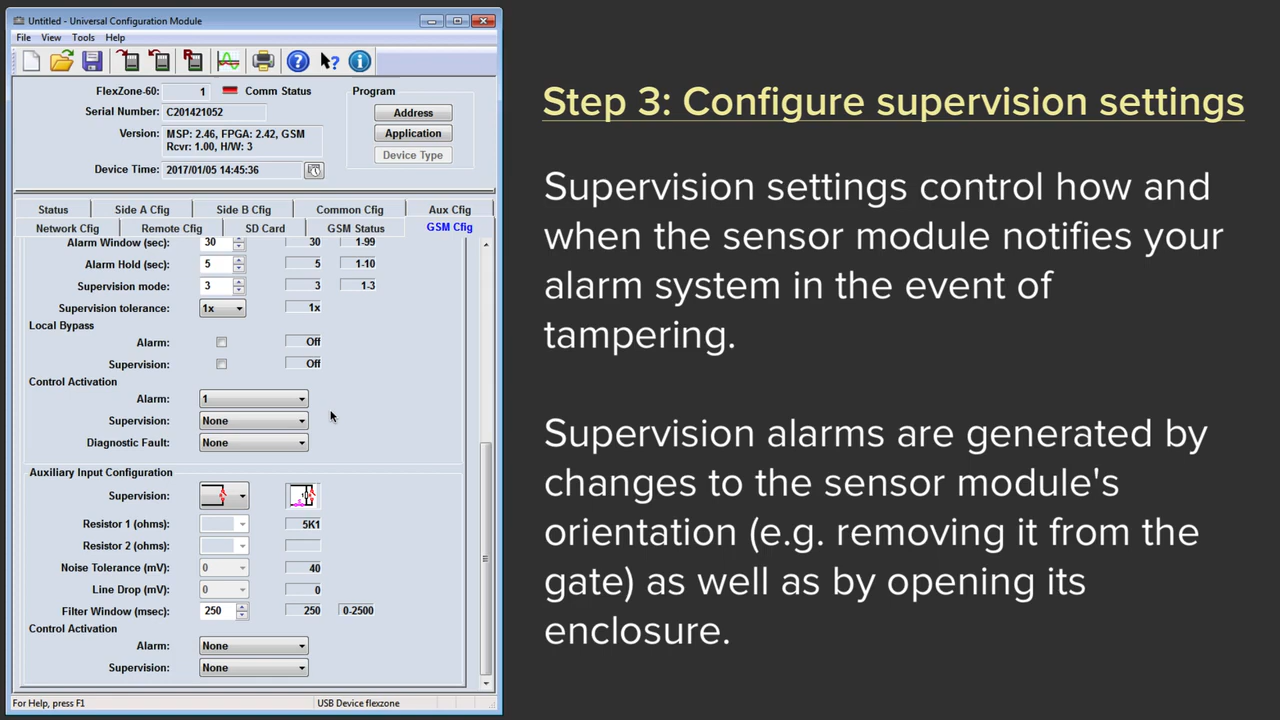 Untitled - Universal Configuration Module
File View Tools Help
FlexZone-60: 1 Comm Status
Serial Number: C201421052
Version: MSP: 2.46, FPGA: 2.42, GSM
Rcvr: 1.00, H/W: 3
Device Time: 2017/01/05 14:45:36
Program
Address
Application
Device Type
Status Side A Cfig Side B Cfig Common Cfig Aux Cfig
Network Cfig Remote Cfig SD Card GSM Status GSM Cfig
Alarm Window (sec): 30 30 1-99
Alarm Hold (sec): 5 5 1-10
Supervision mode: 3 3 1-3
Supervision tolerance: 1x 1x
Local Bypass
Alarm: Off
Supervision: Off
Control Activation
Alarm: 1
Supervision: None
Diagnostic Fault: None
Auxiliary Input Configuration
Supervision:
Resistor 1 (ohms): 5K1
Resistor 2 (ohms):
Noise Tolerance (mV): 0 40
Line Drop (mV): 0 0
Filter Window (msec): 250 250 0-2500
Control Activation
Alarm: None
Supervision: None
For Help, press F1 USB Device flexzone
Step 3: Configure supervision settings
Supervision settings control how and
when the sensor module notifies your
alarm system in the event of
tampering.
Supervision alarms are generated by
changes to the sensor module's
orientation (e.g. removing it from the
gate) as well as by opening its
enclosure.